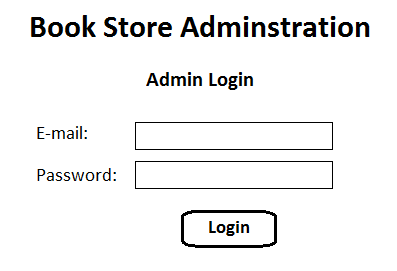 Book Store Adminstration
Admin Login
E-mail:
Password:
Login